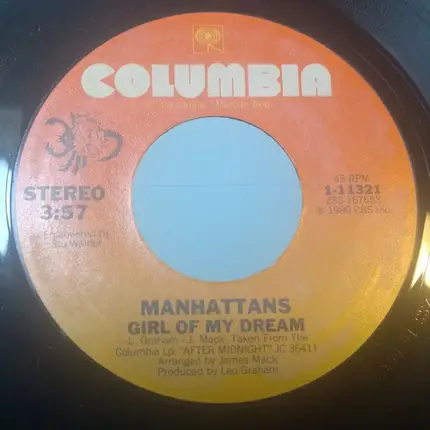 COLUMBIA
STEREO
3:57
Engineered by
Stu Walder
45 RPM
1-11321
1980 CBS Inc.
MANHATTANS
GIRL OF MY DREAM
L. Graham - J. Mack Taken From The
Columbia Lp. "AFTER MIDNIGHT" JC 36411
Arranged by James Mack
Produced by Leo Graham